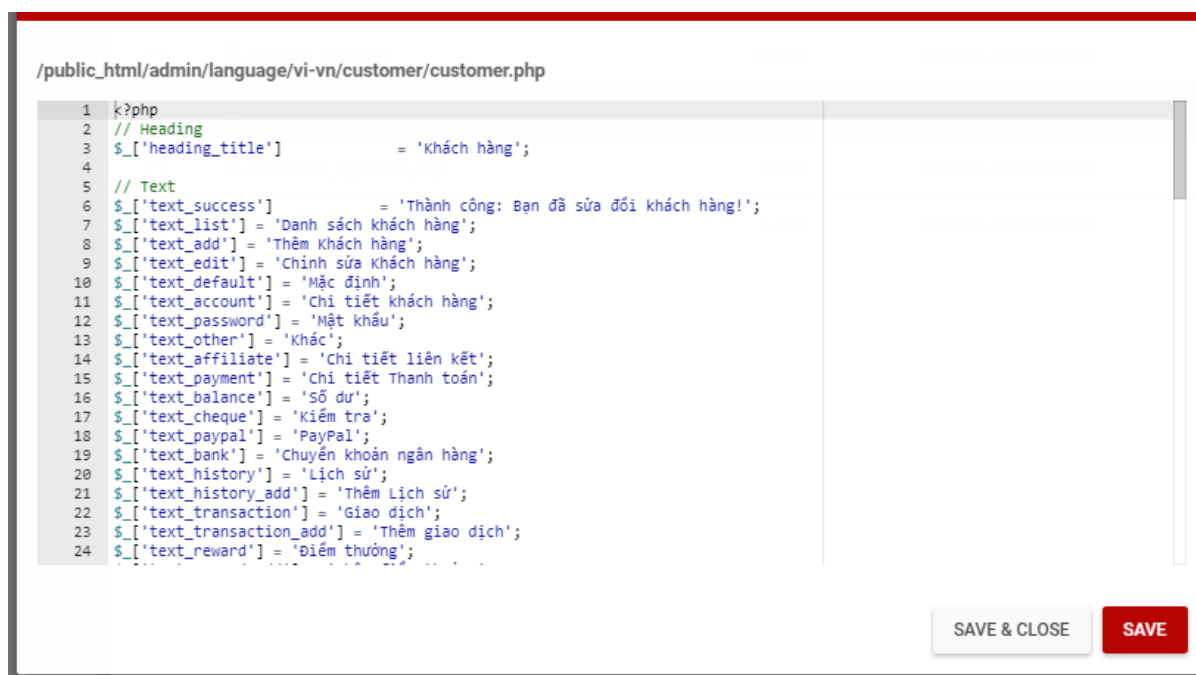 /public_html/admin/language/vi-vn/customer/customer.php
1 <?php
2 // Heading
3 $_['heading_title'] = 'Khách hàng';
4
5 // Text
6 $_['text_success'] = 'Thành công: Bạn đã sửa đổi khách hàng!';
7 $_['text_list'] = 'Danh sách khách hàng';
8 $_['text_add'] = 'Thêm Khách hàng';
9 $_['text_edit'] = 'Chỉnh sửa Khách hàng';
10 $_['text_default'] = 'Mặc định';
11 $_['text_account'] = 'Chi tiết khách hàng';
12 $_['text_password'] = 'Mật khẩu';
13 $_['text_other'] = 'Khác';
14 $_['text_affiliate'] = 'Chi tiết liên kết';
15 $_['text_payment'] = 'Chi tiết Thanh toán';
16 $_['text_balance'] = 'Số dư';
17 $_['text_cheque'] = 'Kiểm tra';
18 $_['text_paypal'] = 'PayPal';
19 $_['text_bank'] = 'Chuyển khoản ngân hàng';
20 $_['text_history'] = 'Lịch sử';
21 $_['text_history_add'] = 'Thêm Lịch sử';
22 $_['text_transaction'] = 'Giao dịch';
23 $_['text_transaction_add'] = 'Thêm giao dịch';
24 $_['text_reward'] = 'Điểm thưởng';
SAVE & CLOSE
SAVE